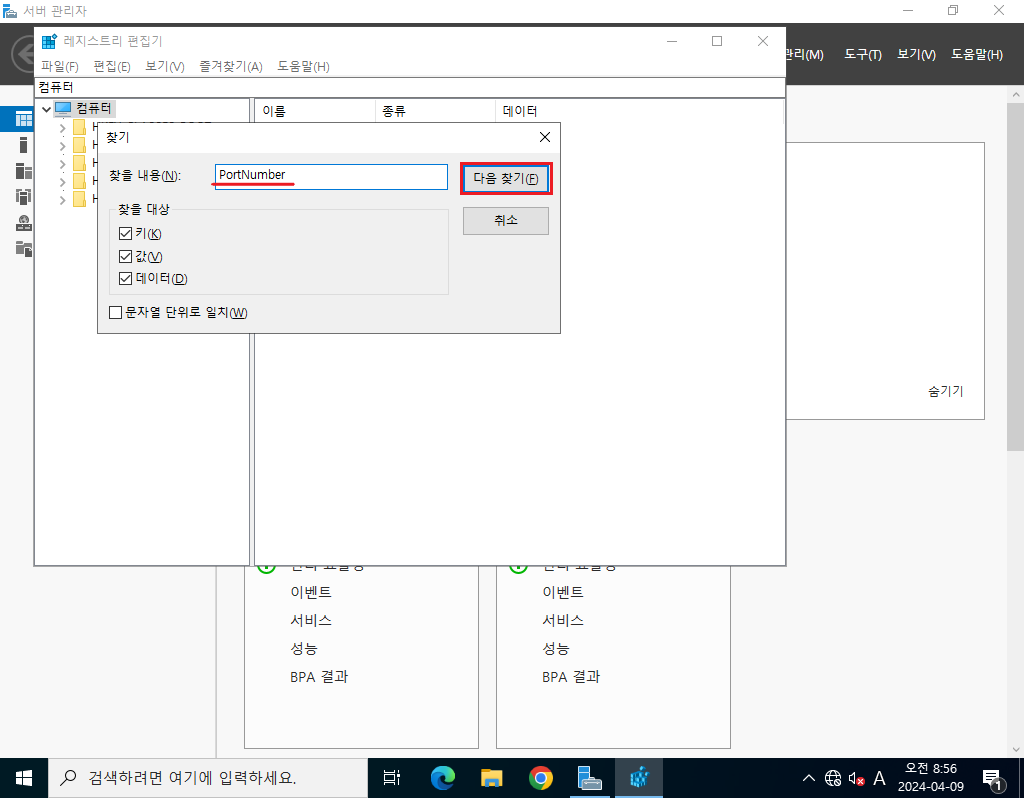 서버 관리자
관리(M) 도구(T) 보기(V) 도움말(H)
레지스트리 편집기
파일(F) 편집(E) 보기(V) 즐겨찾기(A) 도움말(H)
컴퓨터
컴퓨터
이름 종류 데이터
찾기
찾을 내용(N): PortNumber
다음 찾기(F)
취소
찾을 대상
키(K)
값(V)
데이터(D)
문자열 단위로 일치(W)
숨기기
이벤트 이벤트
서비스 서비스
성능 성능
BPA 결과 BPA 결과
검색하려면 여기에 입력하세요.
A
오전 8:56
2024-04-09
1